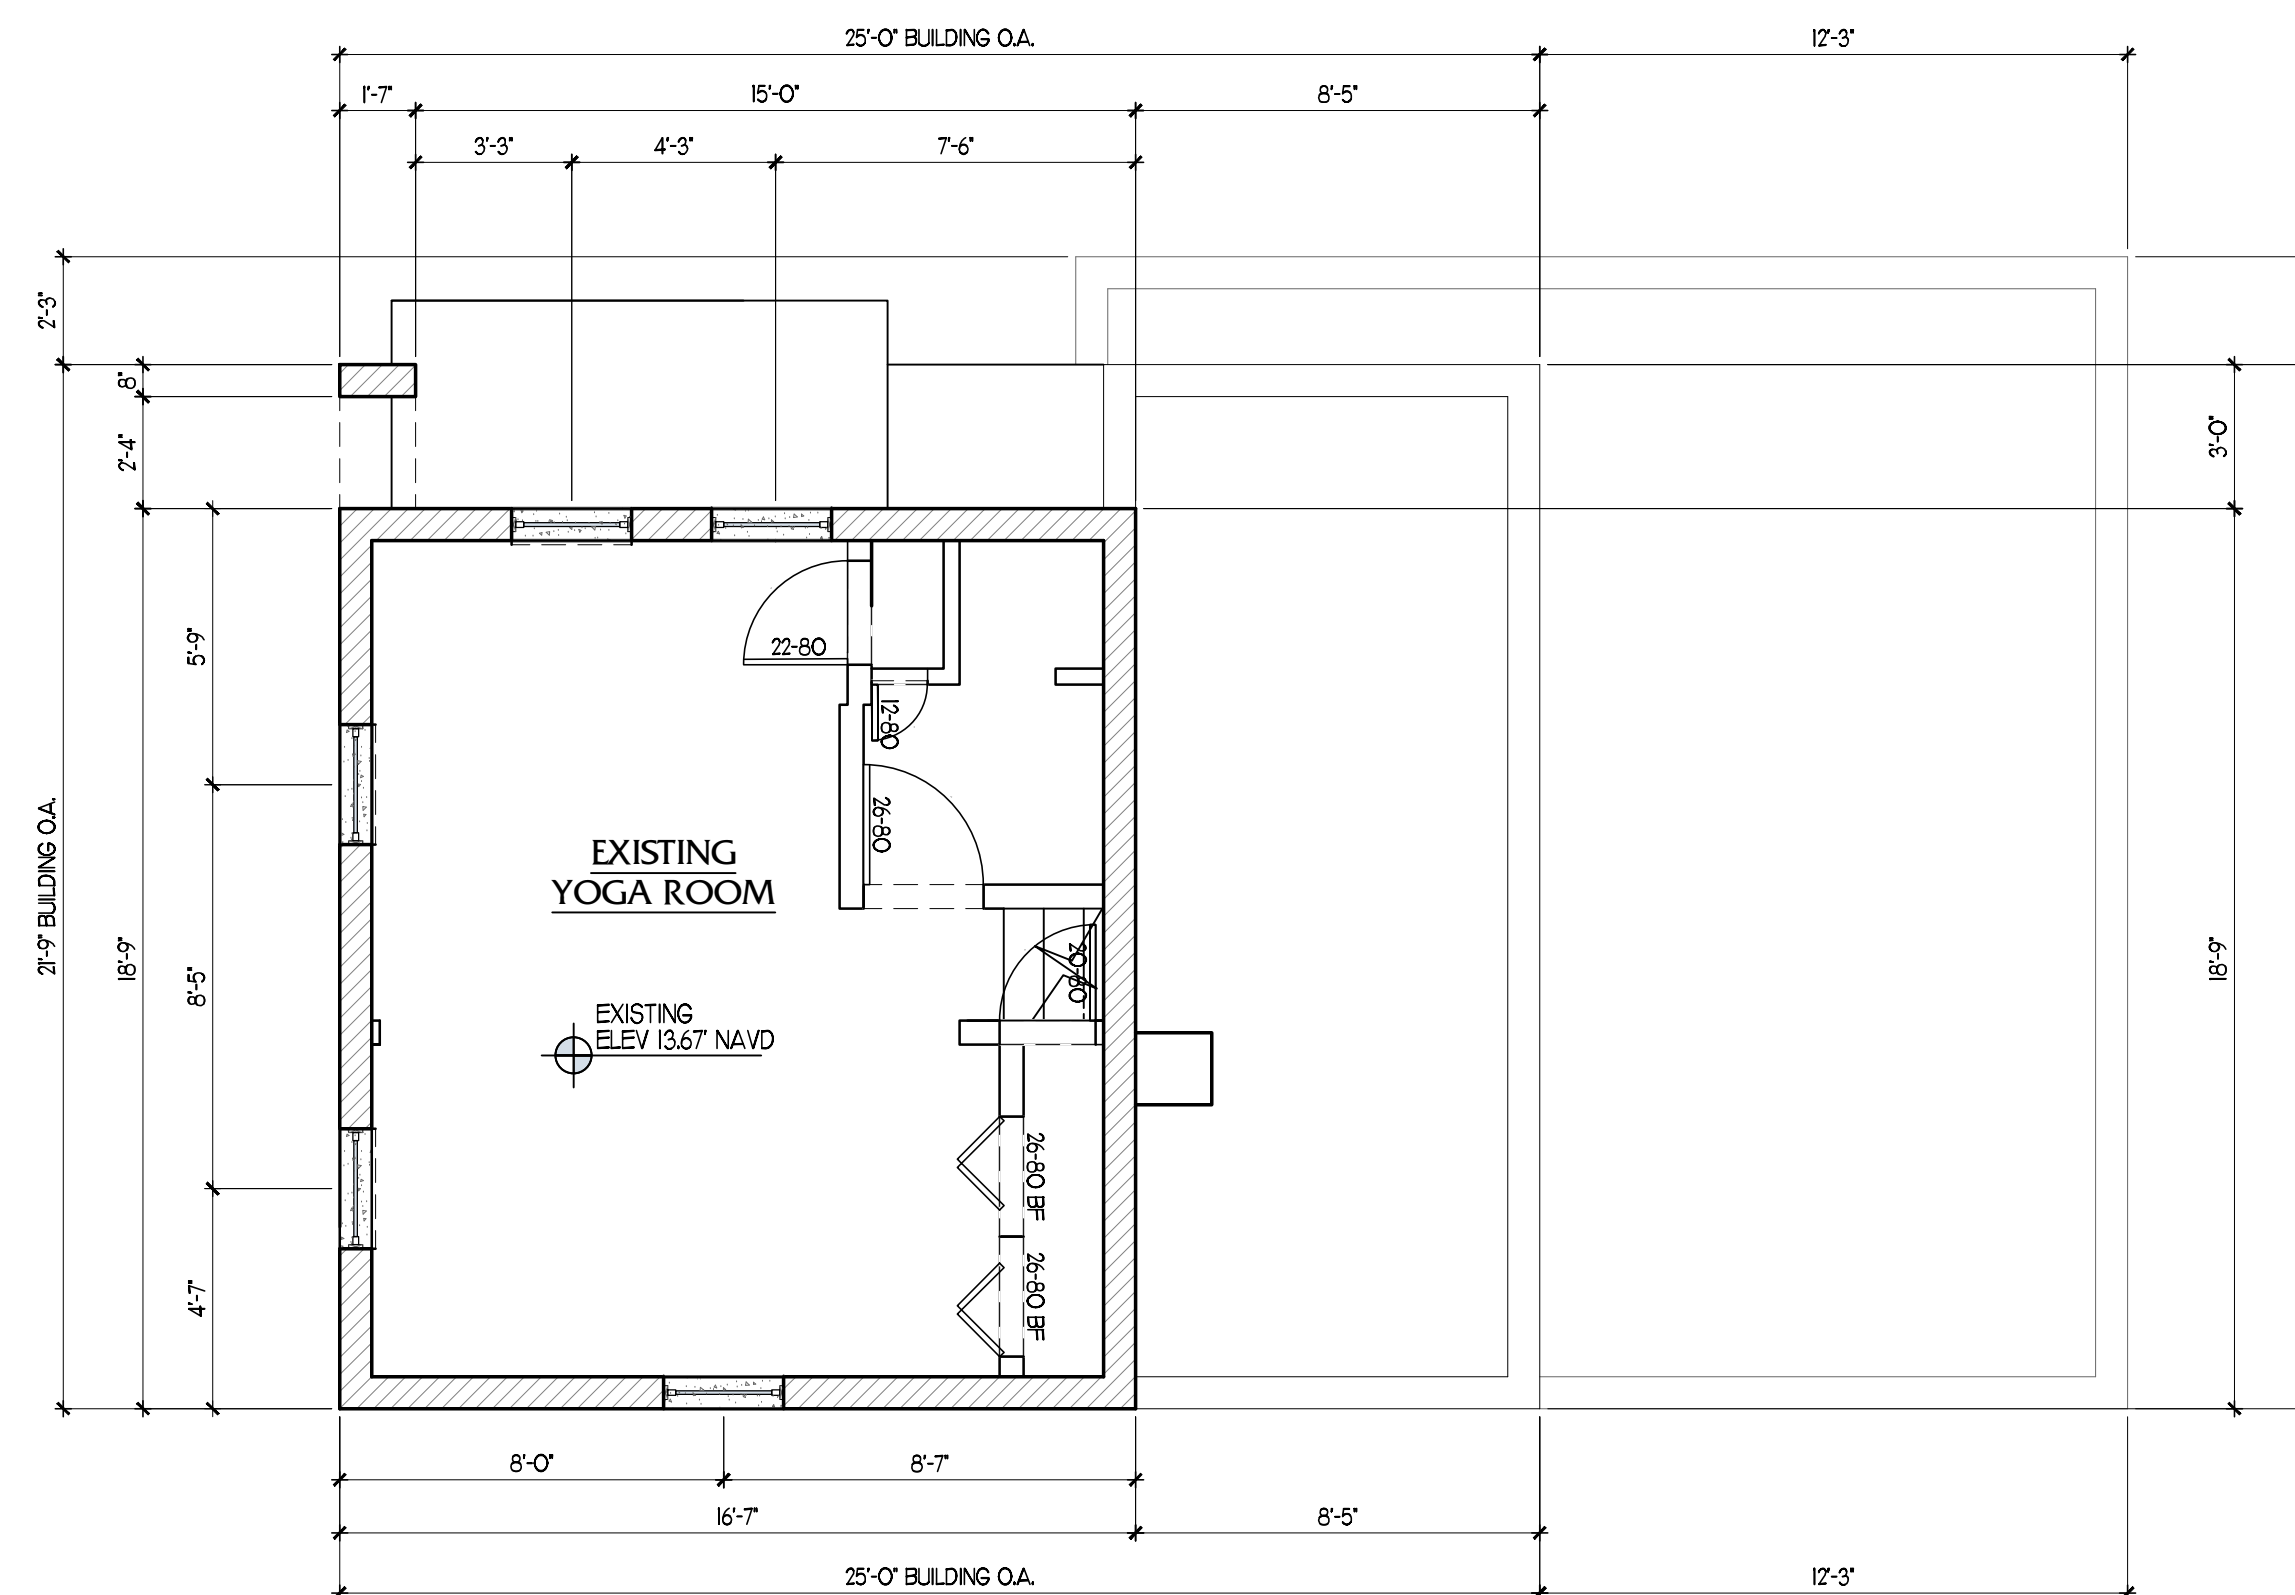 25'-0" BUILDING O.A.
12'-3"
1'-7"
15'-0"
8'-5"
3'-3"
4'-3"
7'-6"
2'-3"
8"
2'-4"
3'-0"
5'-9"
22-80
12-80
26-80
EXISTING
YOGA ROOM
21'-9" BUILDING O.A.
18'-9"
8'-5"
20-80
18'-9"
EXISTING
ELEV 13.67' NAVD
26-80 BF
4'-7"
26-80 BF
8'-0"
8'-7"
16'-7"
8'-5"
25'-0" BUILDING O.A.
12'-3"